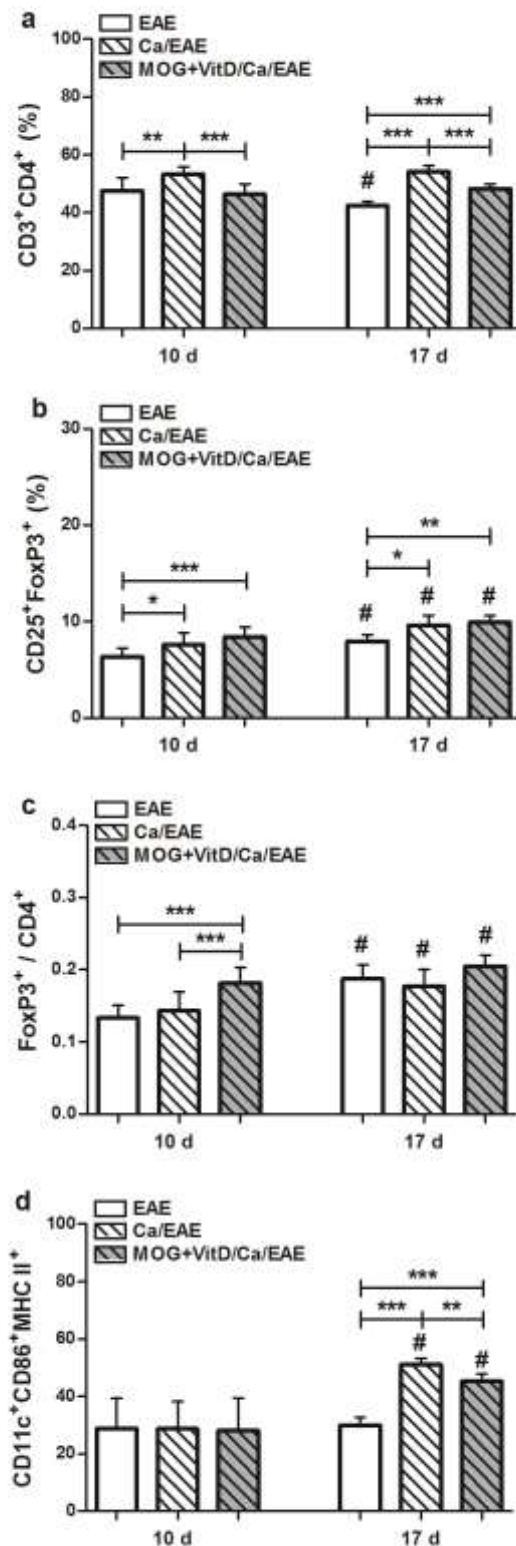 a
EAE
Ca/EAE
MOG+VitD/Ca/EAE
CD3+CD4+ (%)
100
80
60
40
20
0
** ***
***
*** ***
#
10 d 17 d
b
EAE
Ca/EAE
MOG+VitD/Ca/EAE
CD25+FoxP3+ (%)
30
20
10
0
***
*
**
*
# # #
10 d 17 d
c
EAE
Ca/EAE
MOG+VitD/Ca/EAE
FoxP3+ / CD4+
0.4
0.3
0.2
0.1
0.0
***
***
# # #
10 d 17 d
d
EAE
Ca/EAE
MOG+VitD/Ca/EAE
CD11c+CD86+MHC II+
100
80
60
40
20
0
***
*** **
# #
10 d 17 d